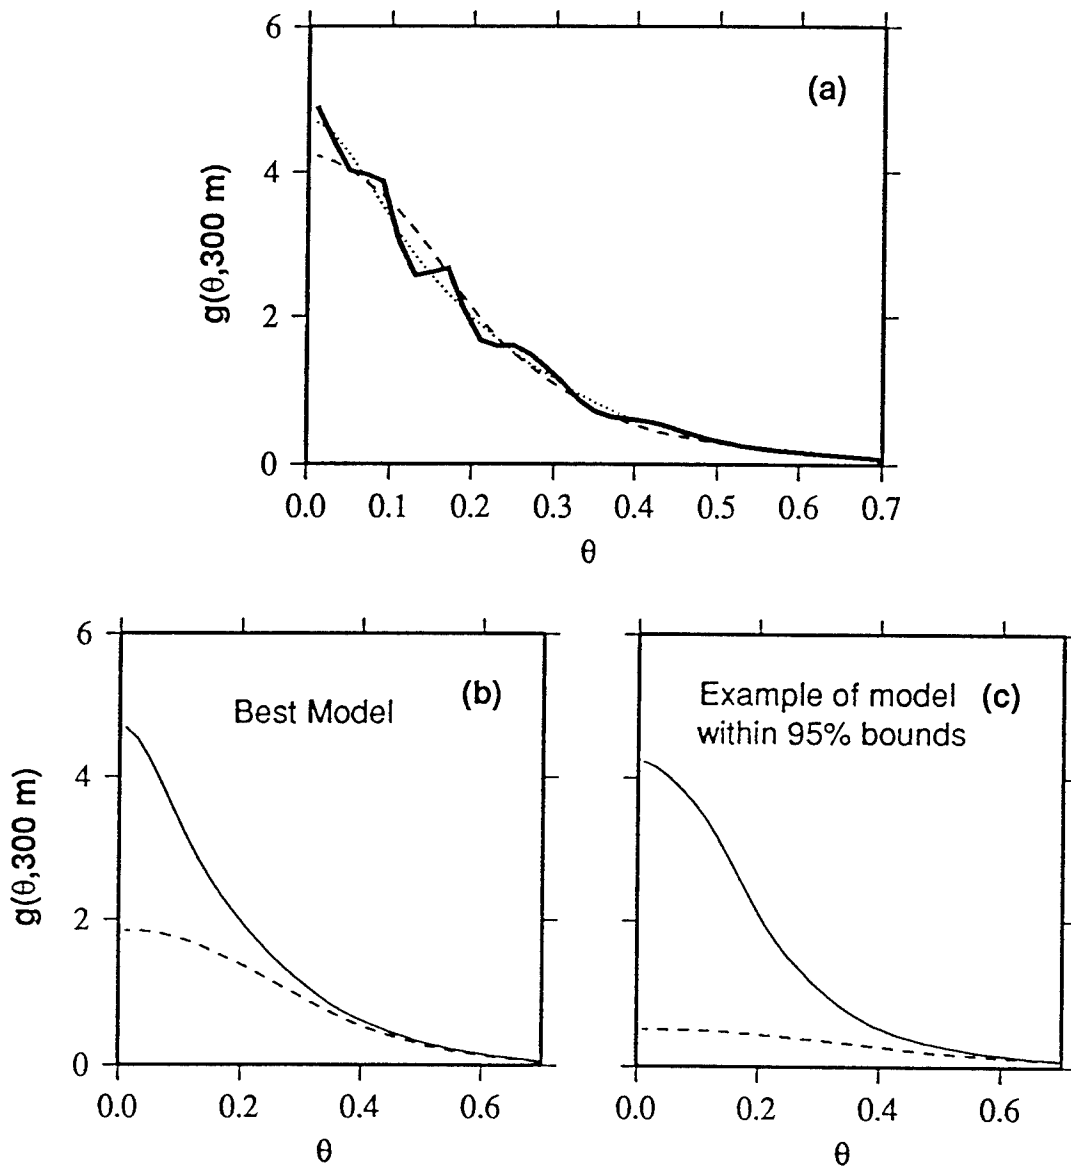 (a)
g(θ,300 m)
6
4
2
0
0.0 0.1 0.2 0.3 0.4 0.5 0.6 0.7
θ
(b)
Best Model
g(θ,300 m)
6
4
2
0
0.0 0.2 0.4 0.6
θ
Example of model (c)
within 95% bounds
0.0 0.2 0.4 0.6
θ